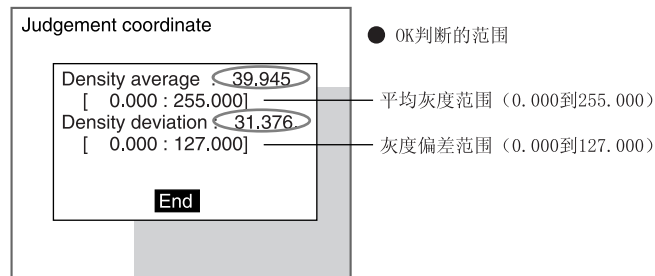 Judgement coordinate
● OK判断的范围
Density average : 39.945
[ 0.000 : 255.000]
平均灰度范围（0.000到255.000）
Density deviation : 31.376
[ 0.000 : 127.000]
灰度偏差范围（0.000到127.000）
End